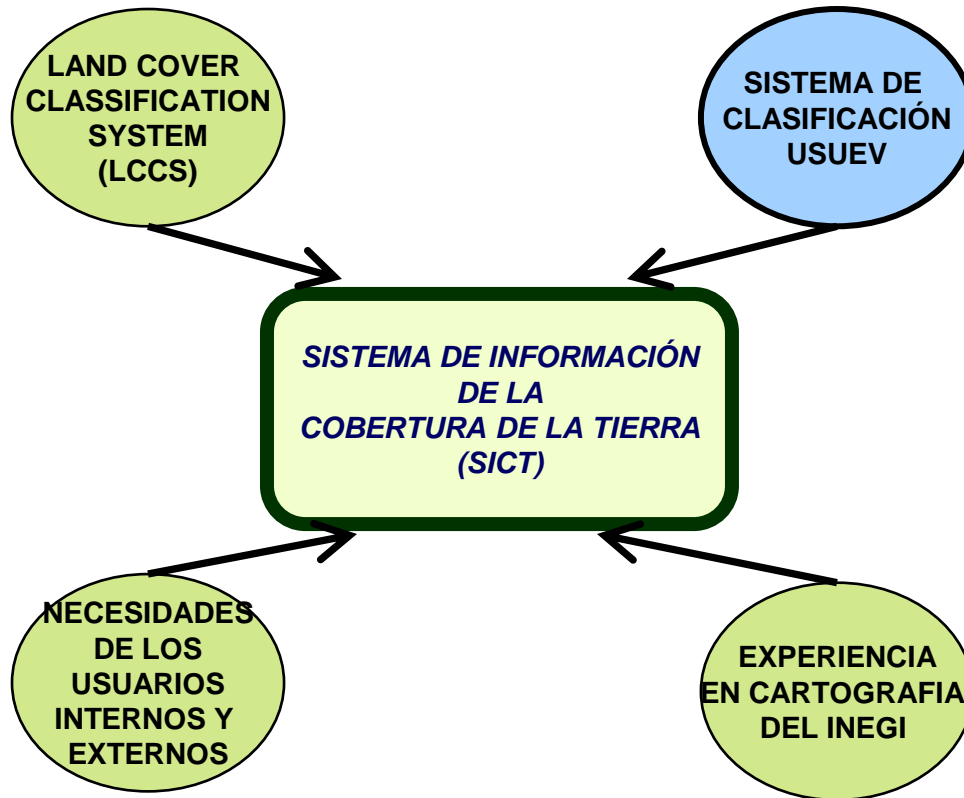 LAND COVER
CLASSIFICATION
SYSTEM
(LCCS)
SISTEMA DE
CLASIFICACIÓN
USUEV
SISTEMA DE INFORMACIÓN
DE LA
COBERTURA DE LA TIERRA
(SICT)
NECESIDADES
DE LOS
USUARIOS
INTERNOS Y
EXTERNOS
EXPERIENCIA
EN CARTOGRAFIA
DEL INEGI